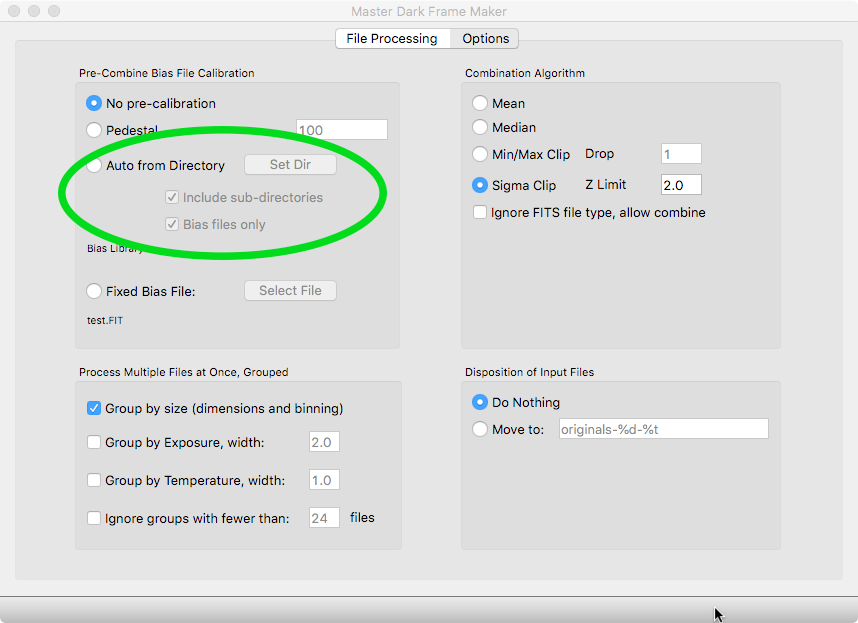 Master Dark Frame Maker
File Processing
Options
Pre-Combine Bias File Calibration
No pre-calibration
Pedestal
100
Auto from Directory
Set Dir
Include sub-directories
Bias files only
Bias Library
Fixed Bias File:
Select File
test.FIT
Combination Algorithm
Mean
Median
Min/Max Clip Drop 1
Sigma Clip Z Limit 2.0
Ignore FITS file type, allow combine
Process Multiple Files at Once, Grouped
Group by size (dimensions and binning)
Group by Exposure, width: 2.0
Group by Temperature, width: 1.0
Ignore groups with fewer than: 24 files
Disposition of Input Files
Do Nothing
Move to: originals-%d-%t